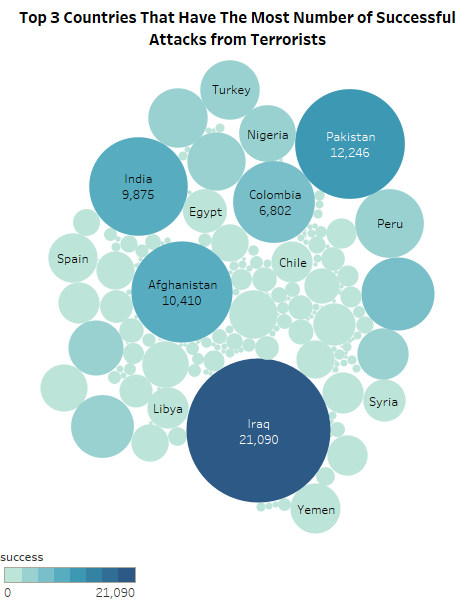 Top 3 Countries That Have The Most Number of Successful
Attacks from Terrorists
Turkey
Nigeria
Pakistan
12,246
India
9,875
Colombia
6,802
Egypt
Peru
Spain
Chile
Afghanistan
10,410
Libya
Syria
Iraq
21,090
Yemen
success
0
21,090